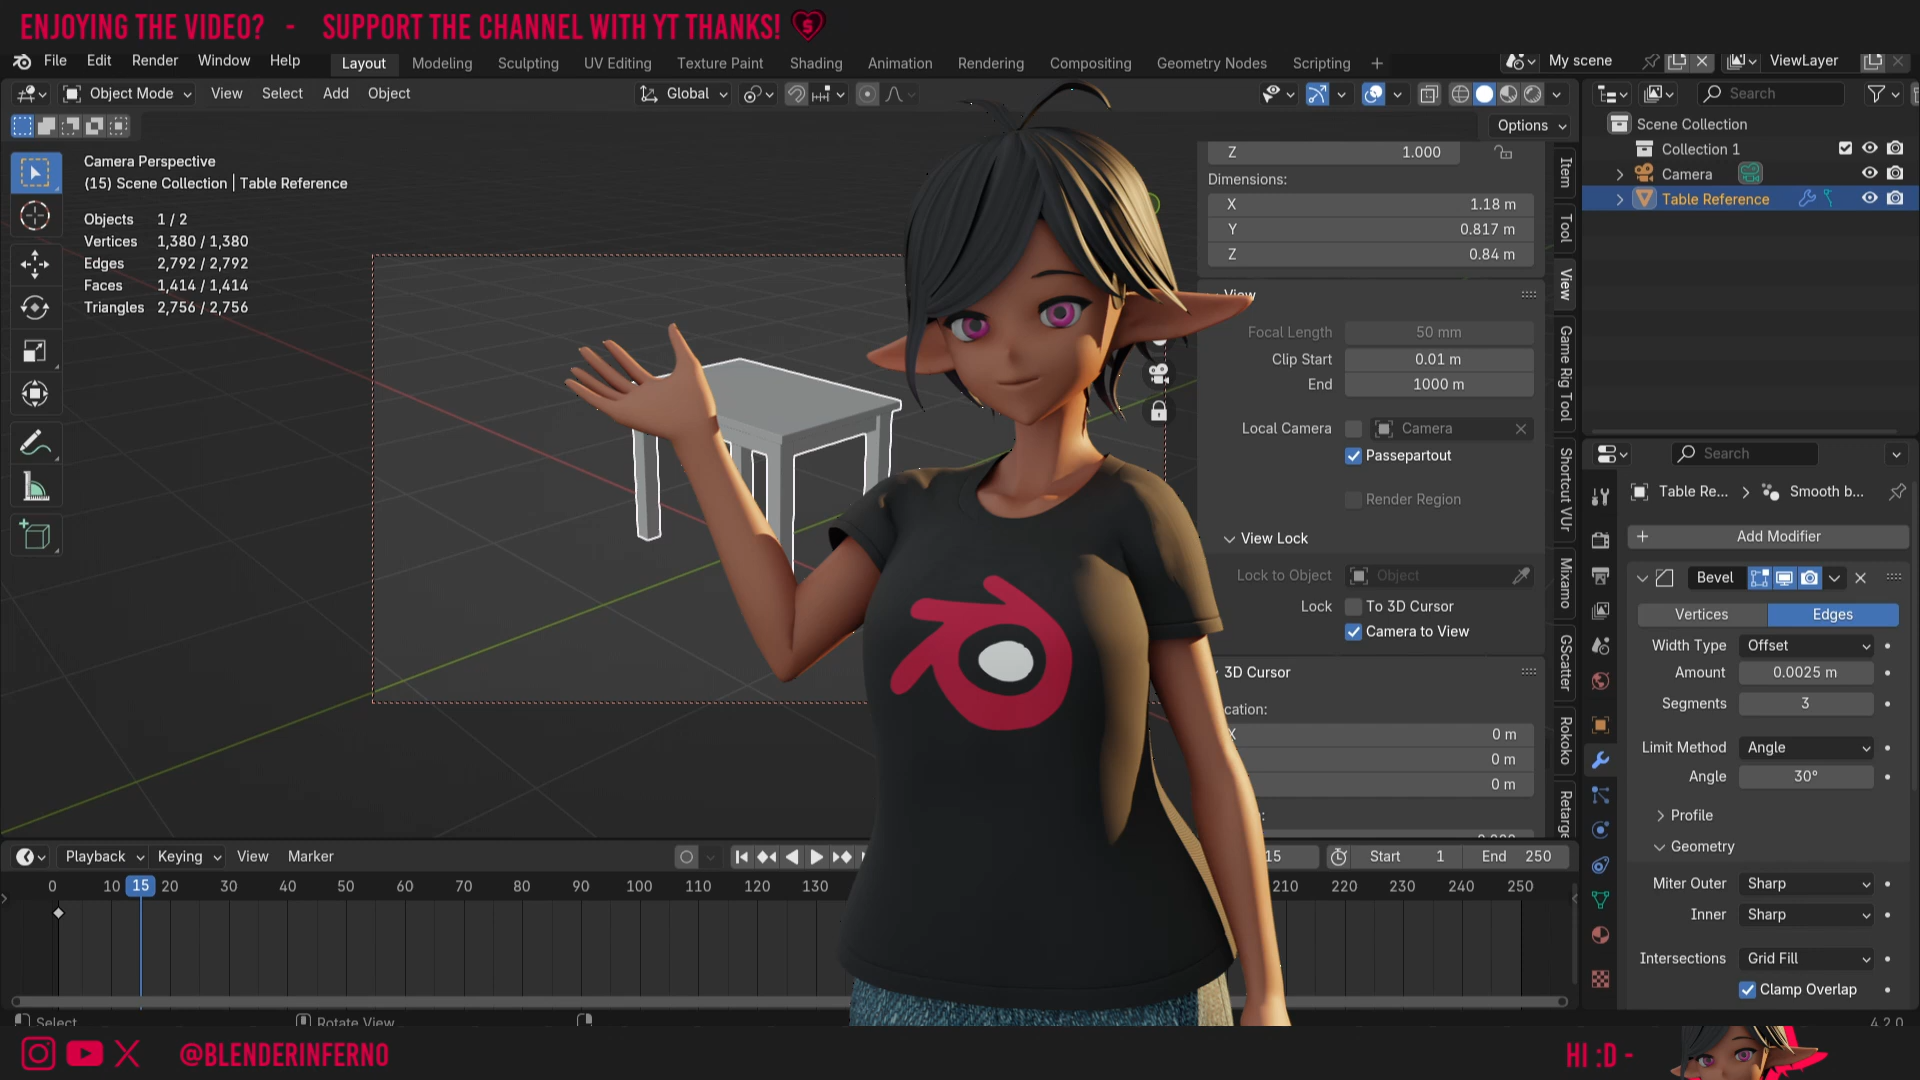 ENJOYING THE VIDEO? - SUPPORT THE CHANNEL WITH YT THANKS!
File Edit Render Window Help
Layout Modeling Sculpting UV Editing Texture Paint Shading Animation Rendering Compositing Geometry Nodes Scripting +
My scene
ViewLayer
Object Mode View Select Add Object
Global
Search
Options
Camera Perspective
(15) Scene Collection | Table Reference
Objects 1 / 2
Vertices 1,380 / 1,380
Edges 2,792 / 2,792
Faces 1,414 / 1,414
Triangles 2,756 / 2,756
Z 1.000
Dimensions:
X 1.18 m
Y 0.817 m
Z 0.84 m
View
Focal Length 50 mm
Clip Start 0.01 m
End 1000 m
Local Camera Camera
Passepartout
Render Region
View Lock
Lock to Object Object
Lock To 3D Cursor
Camera to View
3D Cursor
cation:
X 0 m
0 m
0 m
Item
Tool
View
Game Rig Tool
Shortcut VUr
Mixamo
GScatter
Rokoko
Retarge
Scene Collection
Collection 1
Camera
Table Reference
Search
Table Re... > Smooth b...
+ Add Modifier
Bevel
Vertices Edges
Width Type Offset
Amount 0.0025 m
Segments 3
Limit Method Angle
Angle 30°
Profile
Geometry
Miter Outer Sharp
Inner Sharp
Intersections Grid Fill
Clamp Overlap
Playback Keying View Marker
15 Start 1 End 250
0 10 15 20 30 40 50 60 70 80 90 100 110 120 130 210 220 230 240 250
Select Rotate View
4.2.0
@BLENDERINFERNO
HI :D -